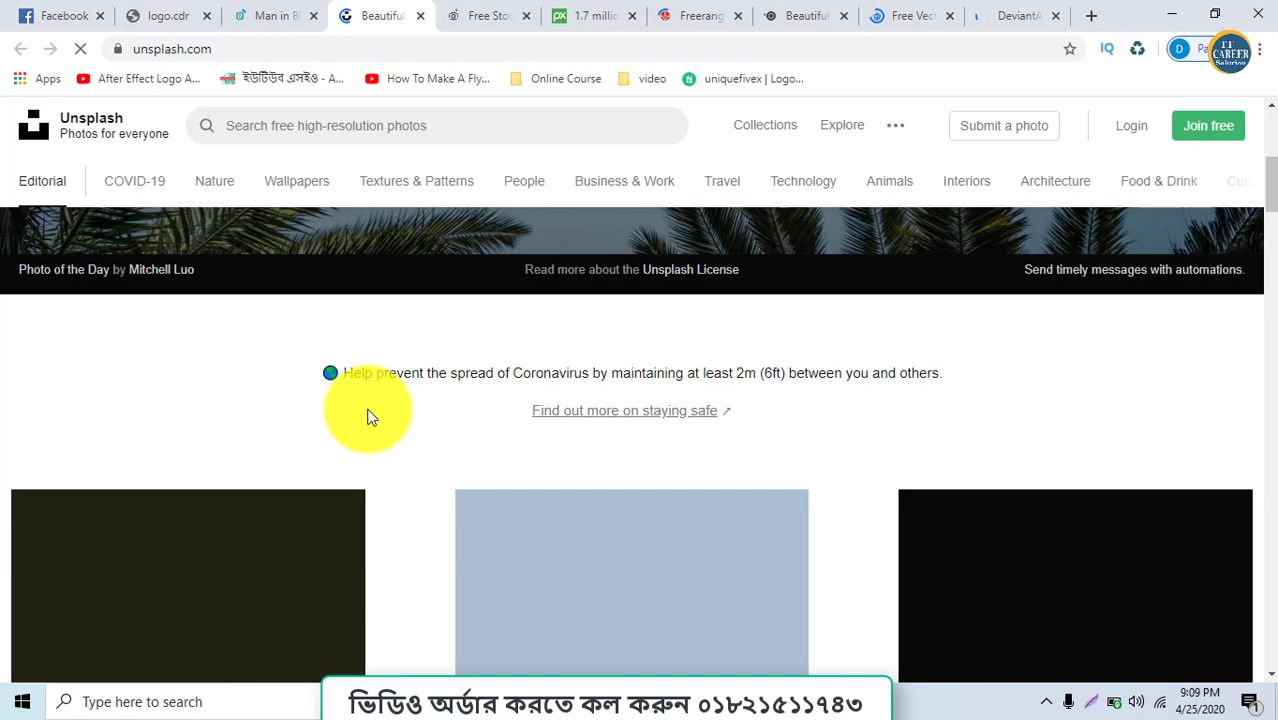 Facebook
logo.cdr
Man in B
Beautiful
Free Stoc
1.7 million
Freerang
Beautiful
Free Vect
DeviantA
unsplash.com
IT CAREER Solution
Apps
After Effect Logo A...
ইউটিউব এসইও - A...
How To Make A Fly...
Online Course
video
uniquefivex | Logo...
Unsplash
Photos for everyone
Search free high-resolution photos
Collections
Explore
Submit a photo
Login
Join free
Editorial
COVID-19
Nature
Wallpapers
Textures & Patterns
People
Business & Work
Travel
Technology
Animals
Interiors
Architecture
Food & Drink
Photo of the Day by Mitchell Luo
Read more about the Unsplash License
Send timely messages with automations.
Help prevent the spread of Coronavirus by maintaining at least 2m (6ft) between you and others.
Find out more on staying safe ↗
Type here to search
ভিডিও অর্ডার করতে কল করুন ০১৮২১৫১১৭৪৩
9:09 PM
4/25/2020